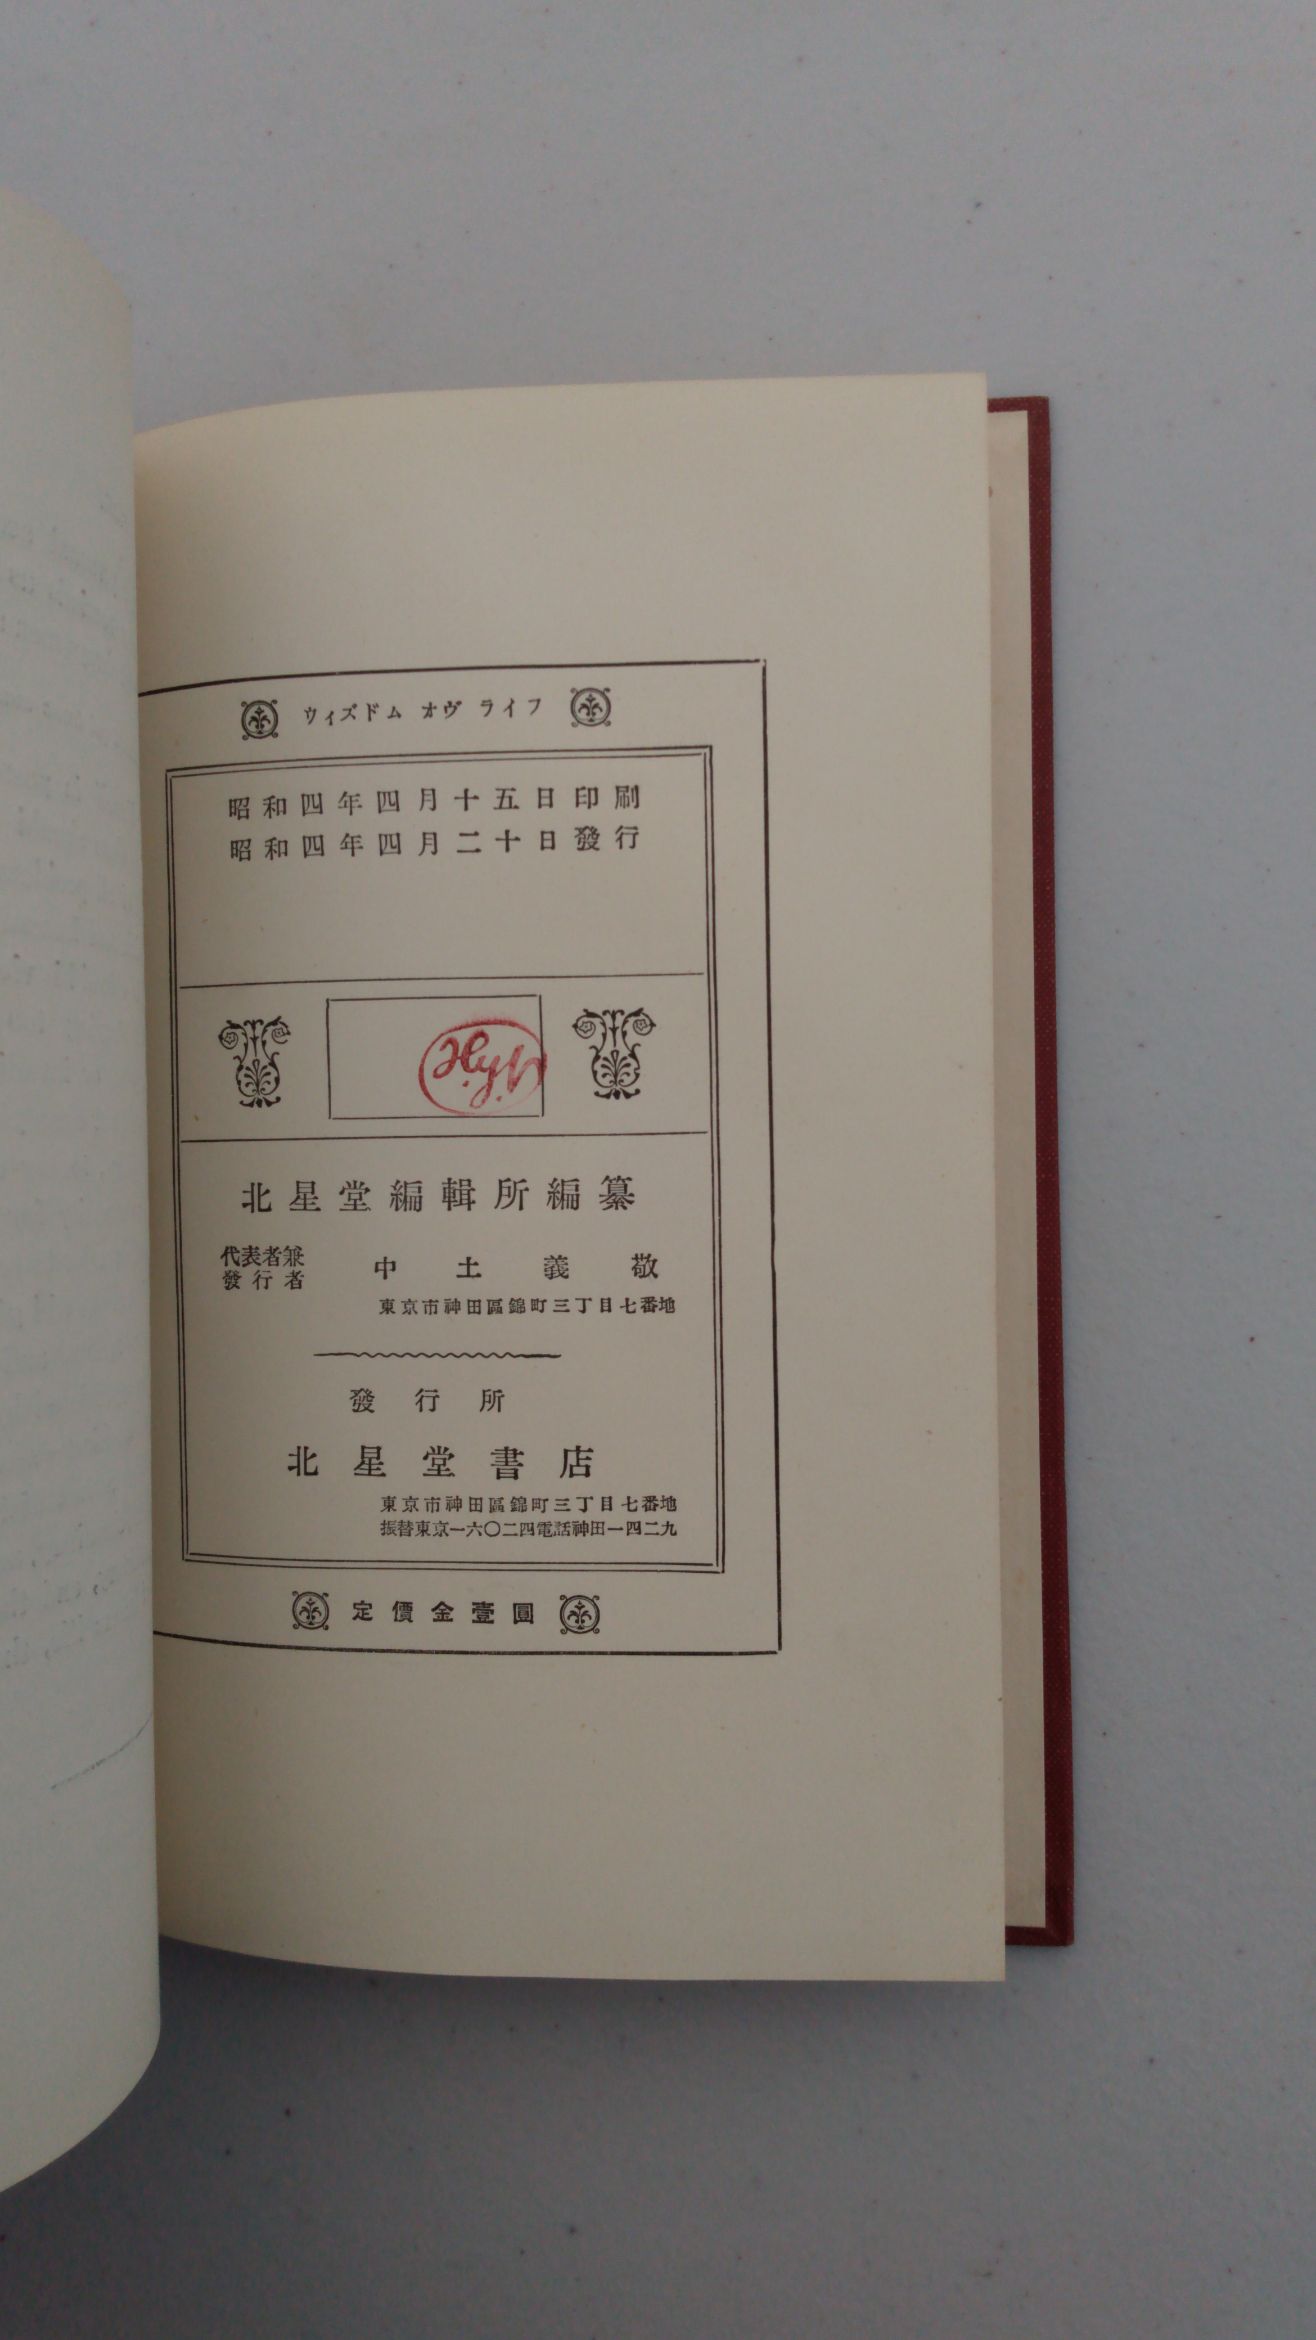 ウィズドム オヴ ライフ
昭和四年四月十五日印刷
昭和四年四月二十日發行
北星堂編輯所編纂
代表者兼
發行者
中土義敬
東京市神田區錦町三丁目七番地
發行所
北星堂書店
東京市神田區錦町三丁目七番地
振替東京一六〇二四電話神田一四二九
定價金壹圓